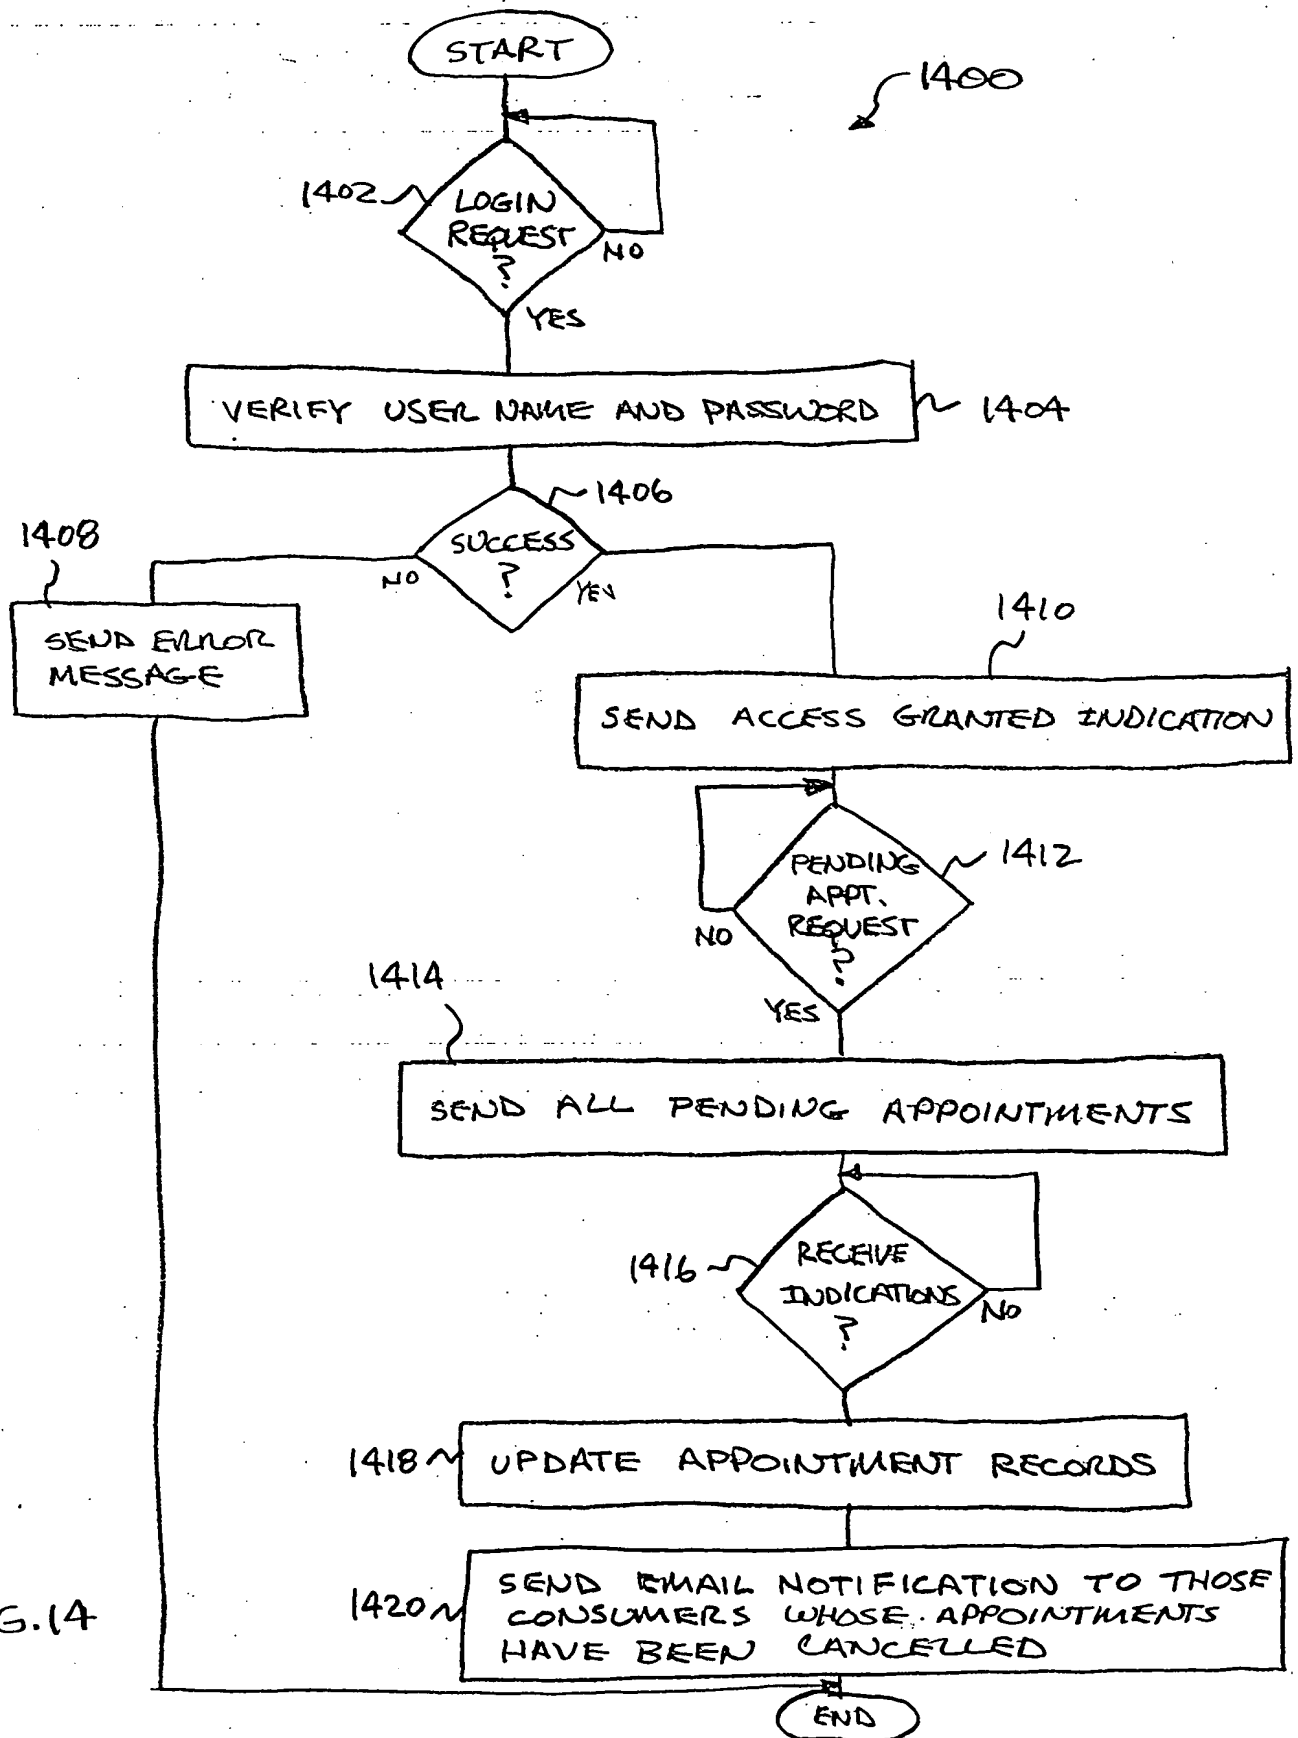 START
1400
1402
LOGIN
REQUEST
?
NO
YES
VERIFY USER NAME AND PASSWORD
1404
1406
SUCCESS
?
NO
YES
1408
SEND ERROR
MESSAGE
1410
SEND ACCESS GRANTED INDICATION
1412
PENDING
APPT.
REQUEST
?
NO
YES
1414
SEND ALL PENDING APPOINTMENTS
1416
RECEIVE
INDICATIONS
?
NO
1418
UPDATE APPOINTMENT RECORDS
1420
SEND EMAIL NOTIFICATION TO THOSE
CONSUMERS WHOSE APPOINTMENTS
HAVE BEEN CANCELLED
G.14
END